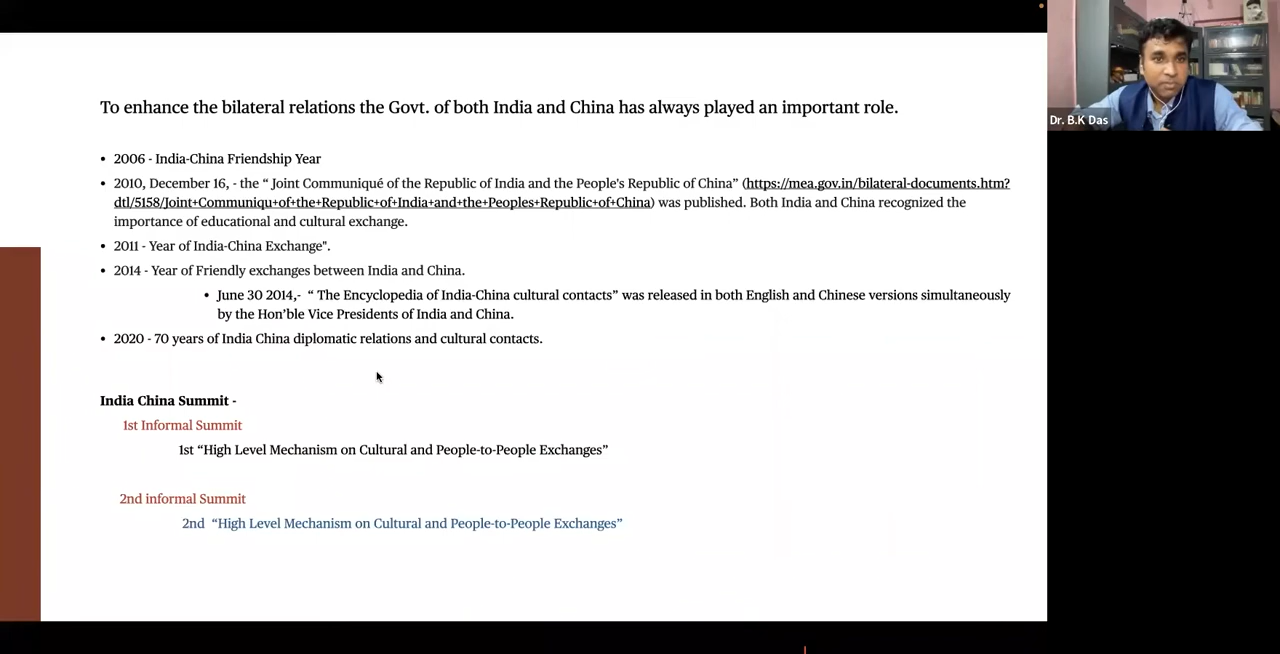 To enhance the bilateral relations the Govt. of both India and China has always played an important role.
• 2006 - India-China Friendship Year
• 2010, December 16, - the “ Joint Communiqué of the Republic of India and the People's Republic of China” (https://mea.gov.in/bilateral-documents.htm?
dtl/5158/Joint+Communiqu+of+the+Republic+of+India+and+the+Peoples+Republic+of+China) was published. Both India and China recognized the
importance of educational and cultural exchange.
• 2011 - Year of India-China Exchange".
• 2014 - Year of Friendly exchanges between India and China.
• June 30 2014,- “ The Encyclopedia of India-China cultural contacts” was released in both English and Chinese versions simultaneously
by the Hon’ble Vice Presidents of India and China.
• 2020 - 70 years of India China diplomatic relations and cultural contacts.
India China Summit -
1st Informal Summit
1st “High Level Mechanism on Cultural and People-to-People Exchanges”
2nd informal Summit
2nd “High Level Mechanism on Cultural and People-to-People Exchanges”
Dr. B.K Das